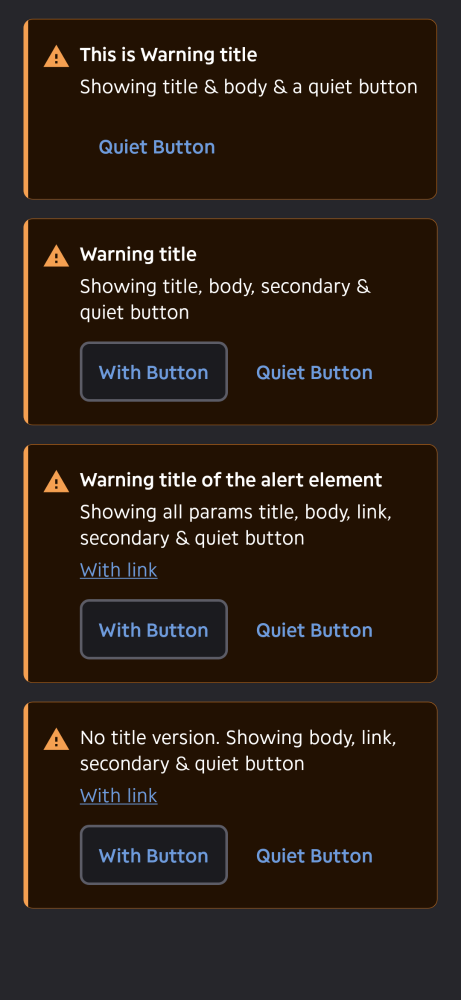 This is Warning title
Showing title & body & a quiet button
Quiet Button
Warning title
Showing title, body, secondary &
quiet button
With Button
Quiet Button
Warning title of the alert element
Showing all params title, body, link,
secondary & quiet button
With link
With Button
Quiet Button
No title version. Showing body, link,
secondary & quiet button
With link
With Button
Quiet Button